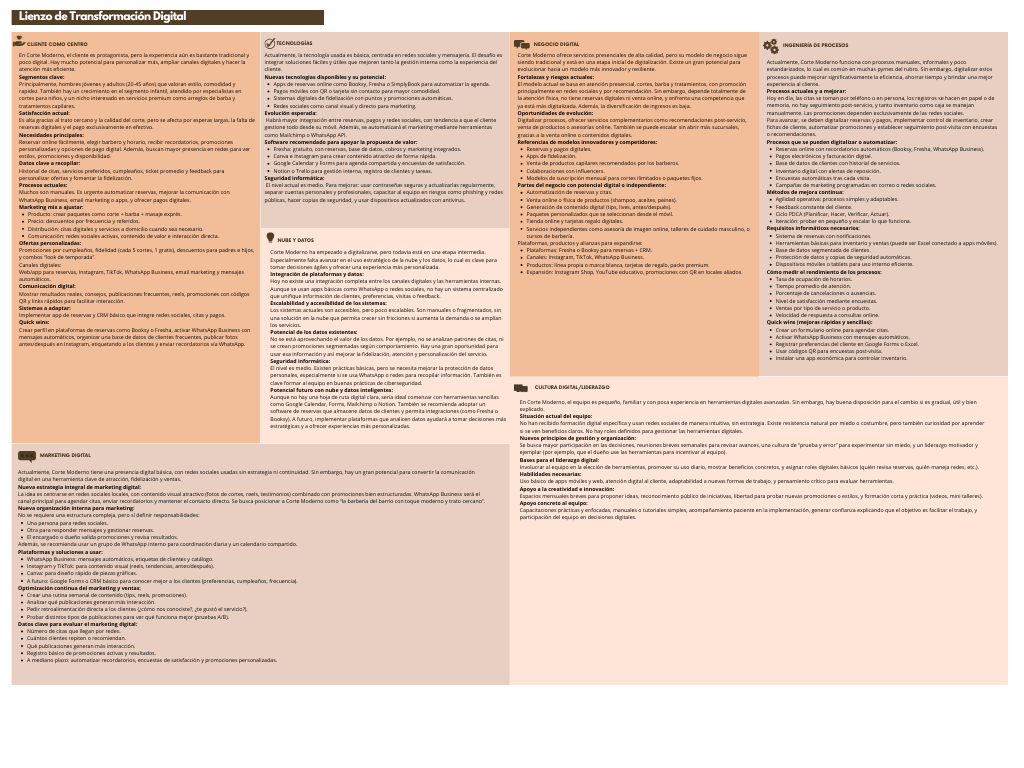 Lienzo de Transformación Digital
CLIENTE COMO CENTRO
En Corte Moderno, el cliente es protagonista, pero la experiencia aún es bastante tradicional y
poco digital. Hay mucho potencial para personalizar más, ampliar canales digitales y hacer la
atención más eficiente.
Segmentos clave:
Principalmente, hombres jóvenes y adultos (20-45 años) que valoran estilo, comodidad y
rapidez. También hay un crecimiento en el segmento infantil, atendido por especialistas en
cortes para niños, y un nicho interesado en servicios premium como arreglos de barba y
tratamientos capilares.
Satisfacción actual:
Es alta gracias al trato cercano y la calidad del corte, pero se afecta por esperas largas, la falta de
reservas digitales y el pago exclusivamente en efectivo.
Necesidades principales:
Reservar online fácilmente, elegir barbero y horario, recibir recordatorios, promociones
personalizadas y opciones de pago digital. Además, buscan mayor presencia en redes para ver
estilos, promociones y disponibilidad.
Datos clave a recopilar:
Historial de citas, servicios preferidos, cumpleaños, ticket promedio y feedback para
personalizar ofertas y fomentar la fidelización.
Procesos actuales:
Muchos son manuales. Es urgente automatizar reservas, mejorar la comunicación con
WhatsApp Business, email marketing o apps, y ofrecer pagos digitales.
Marketing mix a ajustar:
• Producto: crear paquetes como corte + barba + masaje exprés.
• Precio: descuentos por frecuencia y referidos.
• Distribución: citas digitales y servicio a domicilio cuando sea necesario.
• Comunicación: redes sociales activas, contenido de valor e interacción directa.
Ofertas personalizadas:
Promociones por cumpleaños, fidelidad (cada 5 cortes, 1 gratis), descuentos para padres e hijos,
y combos "look de temporada".
Canales digitales:
Web/app para reservas, Instagram, TikTok, WhatsApp Business, email marketing y mensajes
automáticos.
Comunicación digital:
Mostrar resultados reales, consejos, publicaciones frecuentes, reels, promociones con códigos
QR y links rápidos para facilitar interacción.
Sistemas a adaptar:
Implementar app de reservas y CRM básico que integre redes sociales, citas y pagos.
Quick wins:
Crear perfil en plataformas de reservas como Booksy o Fresha, activar WhatsApp Business con
mensajes automáticos, organizar una base de datos de clientes frecuentes, publicar fotos
antes/después en Instagram, etiquetando a los clientes y enviar recordatorios vía WhatsApp.
TECNOLOGÍAS
Actualmente, la tecnología usada es básica, centrada en redes sociales y mensajería. El desafío es
integrar soluciones fáciles y útiles que mejoren tanto la gestión interna como la experiencia del
cliente.
Nuevas tecnologías disponibles y su potencial:
• Apps de reservas online como Booksy, Fresha o SimplyBook para automatizar la agenda.
• Pagos móviles con QR o tarjeta sin contacto para mayor comodidad.
• Sistemas digitales de fidelización con puntos y promociones automáticas.
• Redes sociales como canal visual y directo para marketing.
Evolución esperada:
Habrá mayor integración entre reservas, pagos y redes sociales, con tendencia a que el cliente
gestione todo desde su móvil. Además, se automatizará el marketing mediante herramientas
como Mailchimp o WhatsApp API.
Software recomendado para apoyar la propuesta de valor:
• Fresha: gratuito, con reservas, base de datos, cobros y marketing integrados.
• Canva e Instagram para crear contenido atractivo de forma rápida.
• Google Calendar y Forms para agenda compartida y encuestas de satisfacción.
• Notion o Trello para gestión interna, registro de clientes y tareas.
Seguridad informática:
El nivel actual es medio. Para mejorar: usar contraseñas seguras y actualizarlas regularmente,
separar cuentas personales y profesionales, capacitar al equipo en riesgos como phishing y redes
públicas, hacer copias de seguridad, y usar dispositivos actualizados con antivirus.
NUBE Y DATOS
Corte Moderno ha empezado a digitalizarse, pero todavía está en una etapa intermedia.
Especialmente falta avanzar en el uso estratégico de la nube y los datos, lo cual es clave para
tomar decisiones ágiles y ofrecer una experiencia más personalizada.
Integración de plataformas y datos:
Hoy no existe una integración completa entre los canales digitales y las herramientas internas.
Aunque se usan apps básicas como WhatsApp o redes sociales, no hay un sistema centralizado
que unifique información de clientes, preferencias, visitas o feedback.
Escalabilidad y accesibilidad de los sistemas:
Los sistemas actuales son accesibles, pero poco escalables. Son manuales o fragmentados, sin
una solución en la nube que permita crecer sin fricciones si aumenta la demanda o se amplían
los servicios.
Potencial de los datos existentes:
No se está aprovechando el valor de los datos. Por ejemplo, no se analizan patrones de citas, ni
se crean promociones segmentadas según comportamiento. Hay una gran oportunidad para
usar esa información y así mejorar la fidelización, atención y personalización del servicio.
Seguridad informática:
El nivel es medio. Existen prácticas básicas, pero se necesita mejorar la protección de datos
personales, especialmente si se usa WhatsApp o redes para recopilar información. También es
clave formar al equipo en buenas prácticas de ciberseguridad.
Potencial futuro con nube y datos inteligentes:
Aunque no hay una hoja de ruta digital clara, sería ideal comenzar con herramientas sencillas
como Google Calendar, Forms, Mailchimp o Notion. También se recomienda adoptar un
software de reservas que almacene datos de clientes y permita integraciones (como Fresha o
Booksy). A futuro, implementar plataformas que analicen datos ayudará a tomar decisiones más
estratégicas y a ofrecer experiencias más personalizadas.
NEGOCIO DIGITAL
Corte Moderno ofrece servicios presenciales de alta calidad, pero su modelo de negocio sigue
siendo tradicional y está en una etapa inicial de digitalización. Existe un gran potencial para
evolucionar hacia un modelo más innovador y resiliente.
Fortalezas y riesgos actuales:
El modelo actual se basa en atención presencial, corte, barba y tratamientos, con promoción
principalmente en redes sociales y por recomendación. Sin embargo, depende totalmente de
la atención física, no tiene reservas digitales ni venta online, y enfrenta una competencia que
ya está más digitalizada. Además, la diversificación de ingresos es baja.
Oportunidades de evolución:
Digitalizar procesos, ofrecer servicios complementarios como recomendaciones post-servicio,
venta de productos o asesorías online. También se puede escalar sin abrir más sucursales,
gracias a la venta online o contenidos digitales.
Referencias de modelos innovadores y competidores:
• Reservas y pagos digitales.
• Apps de fidelización.
• Venta de productos capilares recomendados por los barberos.
• Colaboraciones con influencers.
• Modelos de suscripción mensual para cortes ilimitados o paquetes fijos.
Partes del negocio con potencial digital o independiente:
• Automatización de reservas y citas.
• Venta online o física de productos (shampoo, aceites, peines).
• Generación de contenido digital (tips, lives, antes/después).
• Paquetes personalizados que se seleccionan desde el móvil.
• Tienda online y tarjetas regalo digitales.
• Servicios independientes como asesoría de imagen online, talleres de cuidado masculino, o
cursos de barbería.
Plataformas, productos y alianzas para expandirse:
• Plataformas: Fresha o Booksy para reservas + CRM.
• Canales: Instagram, TikTok, WhatsApp Business.
• Productos: línea propia o marca blanca, tarjetas de regalo, packs premium.
• Expansión: Instagram Shop, YouTube educativo, promociones con QR en locales aliados.
INGENIERÍA DE PROCESOS
Actualmente, Corte Moderno funciona con procesos manuales, informales y poco
estandarizados, lo cual es común en muchas pymes del rubro. Sin embargo, digitalizar estos
procesos puede mejorar significativamente la eficiencia, ahorrar tiempo y brindar una mejor
experiencia al cliente.
Procesos actuales y a mejorar:
Hoy en día, las citas se toman por teléfono o en persona, los registros se hacen en papel o de
memoria, no hay seguimiento post-servicio, y tanto inventario como caja se manejan
manualmente. Las promociones dependen exclusivamente de las redes sociales.
Para avanzar, se deben digitalizar reservas y pagos, implementar control de inventario, crear
fichas de cliente, automatizar promociones y establecer seguimiento post-visita con encuestas
o recomendaciones.
Procesos que se pueden digitalizar o automatizar:
• Reservas online con recordatorios automáticos (Booksy, Fresha, WhatsApp Business).
• Pagos electrónicos y facturación digital.
• Base de datos de clientes con historial de servicios.
• Inventario digital con alertas de reposición.
• Encuestas automáticas tras cada visita.
• Campañas de marketing programadas en correo o redes sociales.
Métodos de mejora continua:
• Agilidad operativa: procesos simples y adaptables.
• Feedback constante del cliente.
• Ciclo PDCA (Planificar, Hacer, Verificar, Actuar).
• Iteración: probar en pequeño y escalar lo que funciona.
Requisitos informáticos necesarios:
• Sistema de reservas con notificaciones.
• Herramientas básicas para inventario y ventas (puede ser Excel conectado a apps móviles).
• Base de datos segmentada de clientes.
• Protección de datos y copias de seguridad automáticas.
• Dispositivos móviles o tablets para uso interno eficiente.
Cómo medir el rendimiento de los procesos:
• Tasa de ocupación de horarios.
• Tiempo promedio de atención.
• Porcentaje de cancelaciones o ausencias.
• Nivel de satisfacción mediante encuestas.
• Ventas por tipo de servicio o producto.
• Velocidad de respuesta a consultas online.
Quick wins (mejoras rápidas y sencillas):
• Crear un formulario online para agendar citas.
• Activar WhatsApp Business con mensajes automáticos.
• Registrar preferencias del cliente en Google Forms o Excel.
• Usar códigos QR para encuestas post-visita.
• Instalar una app económica para controlar inventario.
CULTURA DIGITAL/LIDERAZGO
En Corte Moderno, el equipo es pequeño, familiar y con poca experiencia en herramientas digitales avanzadas. Sin embargo, hay buena disposición para el cambio si es gradual, útil y bien
explicado.
Situación actual del equipo:
No han recibido formación digital específica y usan redes sociales de manera intuitiva, sin estrategia. Existe resistencia natural por miedo o costumbre, pero también curiosidad por aprender
si se ven beneficios claros. No hay roles definidos para gestionar las herramientas digitales.
Nuevos principios de gestión y organización:
Se busca mayor participación en las decisiones, reuniones breves semanales para revisar avances, una cultura de "prueba y error" para experimentar sin miedo, y un liderazgo motivador y
ejemplar (por ejemplo, que el dueño use las herramientas para incentivar al equipo).
Bases para el liderazgo digital:
Involucrar al equipo en la elección de herramientas, promover su uso diario, mostrar beneficios concretos, y asignar roles digitales básicos (quién revisa reservas, quién maneja redes, etc.).
Habilidades necesarias:
Uso básico de apps móviles y web, atención digital al cliente, adaptabilidad a nuevas formas de trabajo, y pensamiento crítico para evaluar herramientas.
Apoyo a la creatividad e innovación:
Espacios mensuales breves para proponer ideas, reconocimiento público de iniciativas, libertad para probar nuevas promociones o estilos, y formación corta y práctica (videos, mini talleres).
Apoyo concreto al equipo:
Capacitaciones prácticas y enfocadas, manuales o tutoriales simples, acompañamiento paciente en la implementación, y generar confianza explicando que el objetivo es facilitar el trabajo, y
participación del equipo en decisiones digitales.
MARKETING DIGITAL
Actualmente, Corte Moderno tiene una presencia digital básica, con redes sociales usadas sin estrategia ni continuidad. Sin embargo, hay un gran potencial para convertir la comunicación
digital en una herramienta clave de atracción, fidelización y ventas.
Nueva estrategia integral de marketing digital:
La idea es centrarse en redes sociales locales, con contenido visual atractivo (fotos de cortes, reels, testimonios) combinado con promociones bien estructuradas. WhatsApp Business será el
canal principal para agendar citas, enviar recordatorios y mantener el contacto directo. Se busca posicionar a Corte Moderno como "la barbería del barrio con toque moderno y trato cercano".
Nueva organización interna para marketing:
No se requiere una estructura compleja, pero sí definir responsabilidades:
• Una persona para redes sociales.
• Otra para responder mensajes y gestionar reservas.
• El encargado o dueño valida promociones y revisa resultados.
Además, se recomienda usar un grupo de WhatsApp interno para coordinación diaria y un calendario compartido.
Plataformas y soluciones a usar:
• WhatsApp Business: mensajes automáticos, etiquetas de clientes y catálogo.
• Instagram y TikTok: para contenido visual (reels, tendencias, antes/después).
• Canva: para diseño rápido de piezas gráficas.
• A futuro: Google Forms o CRM básico para conocer mejor a los clientes (preferencias, cumpleaños, frecuencia).
Optimización continua del marketing y ventas:
• Crear una rutina semanal de contenido (tips, reels, promociones).
• Analizar qué publicaciones generan más interacción.
• Pedir retroalimentación directa a los clientes (¿cómo nos conociste?, ¿te gustó el servicio?).
• Probar distintos tipos de publicaciones para ver qué funciona mejor (pruebas A/B).
Datos clave para evaluar el marketing digital:
• Número de citas que llegan por redes.
• Cuántos clientes repiten o recomiendan.
• Qué publicaciones generan más interacción.
• Registro básico de promociones activas y resultados.
• A mediano plazo: automatizar recordatorios, encuestas de satisfacción y promociones personalizadas.